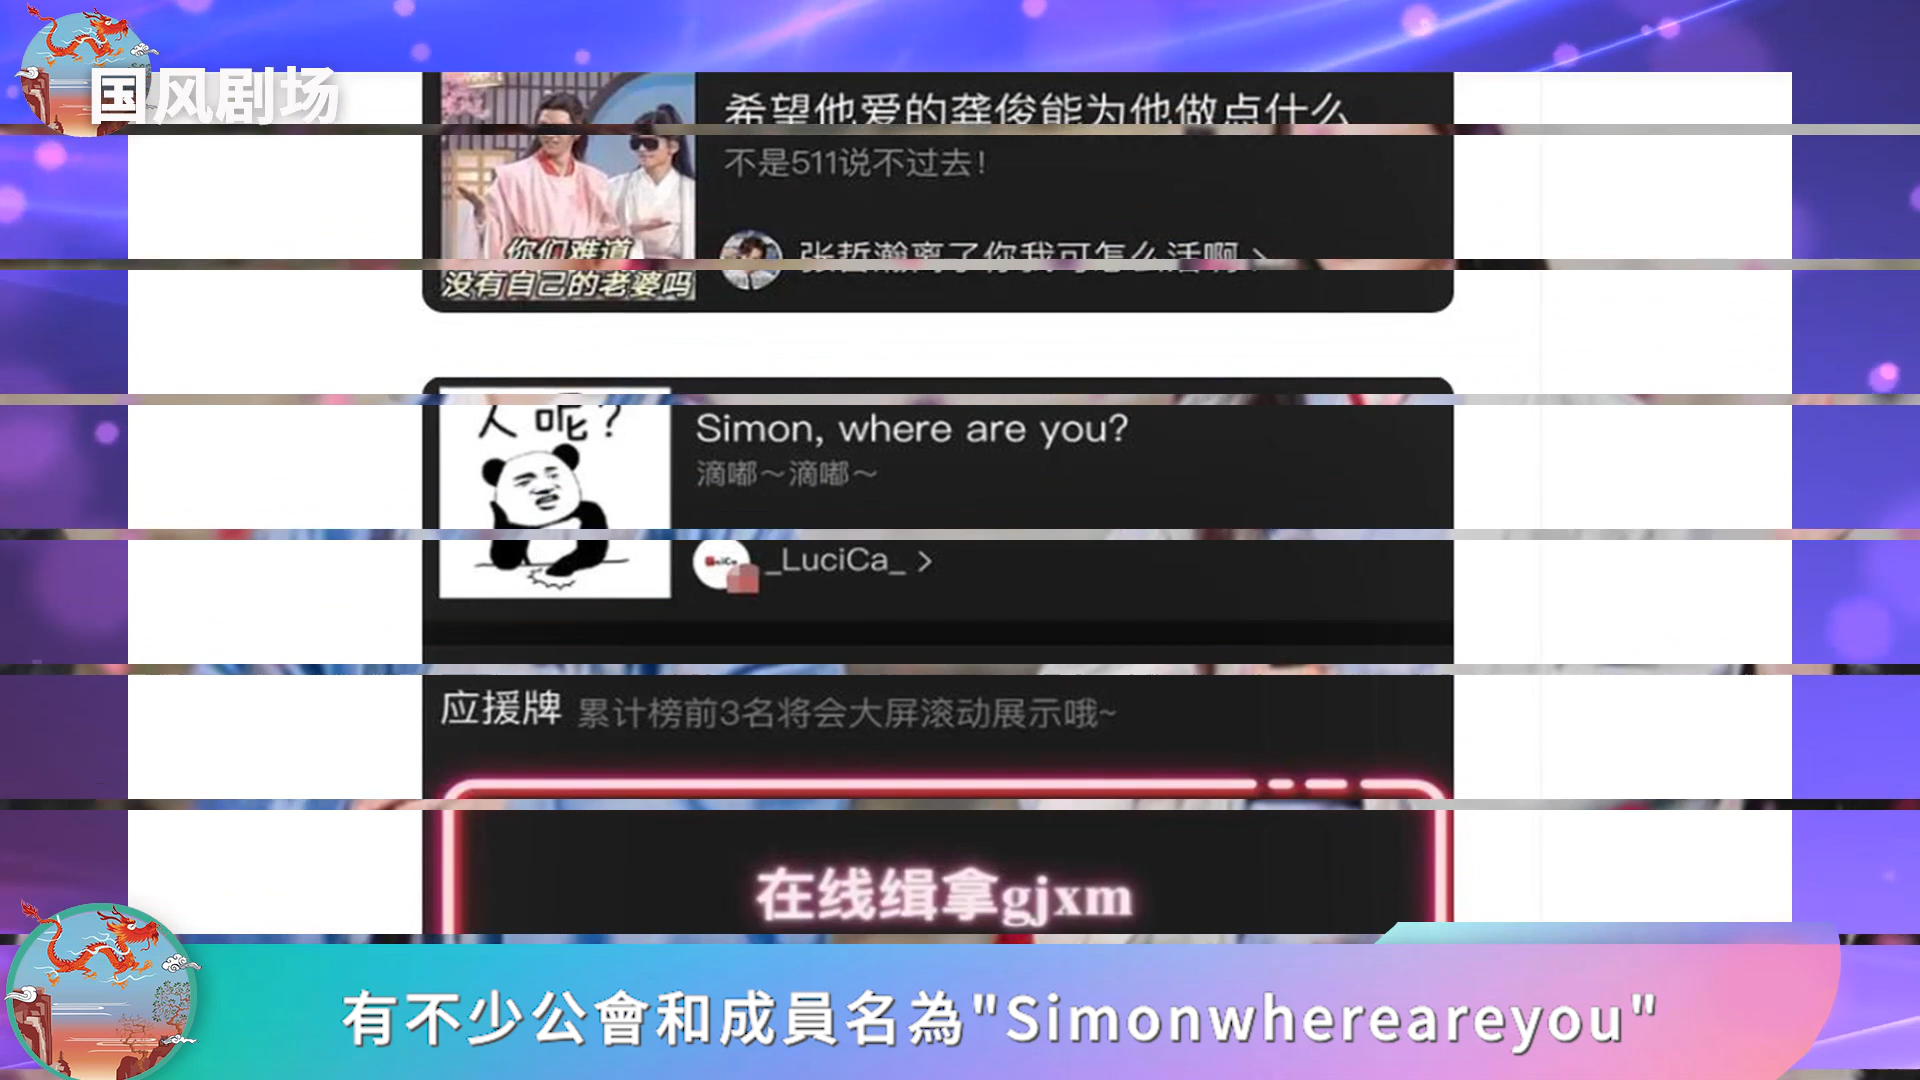 国风剧场
希望他爱的龚俊能为他做点什么
不是511说不过去!
你们难道
没有自己的老婆吗
张哲瀚离了你我可怎么活啊 >
人呢?
Simon, where are you?
滴嘟～滴嘟～
_LuciCa_ >
应援牌 累计榜前3名将会大屏滚动展示哦~
在线缉拿gjxm
有不少公會和成員名為"Simonwhereareyou"